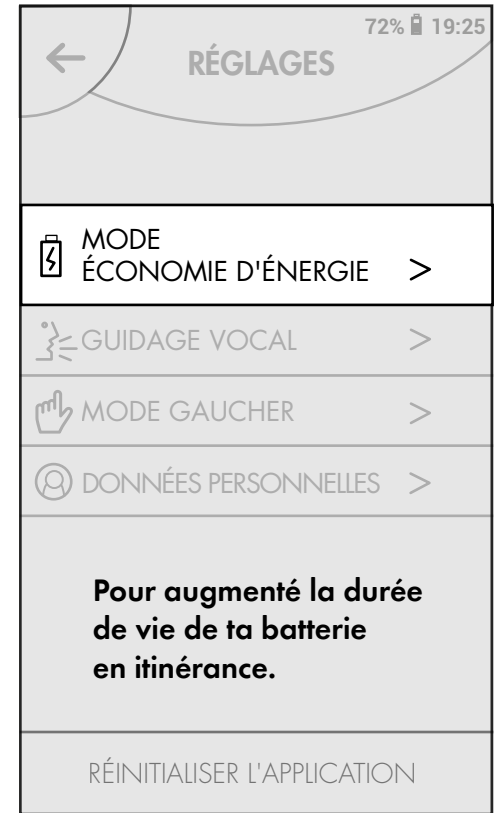 72% 19:25
RÉGLAGES
MODE
ÉCONOMIE D'ÉNERGIE >
GUIDAGE VOCAL >
MODE GAUCHER >
DONNÉES PERSONNELLES >
Pour augmenté la durée
de vie de ta batterie
en itinérance.
RÉINITIALISER L'APPLICATION